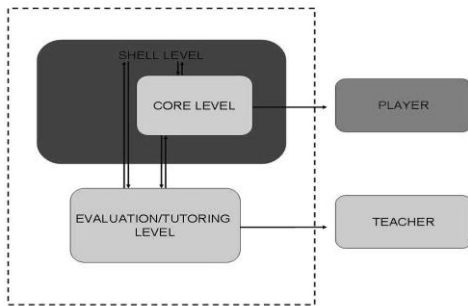 SHELL LEVEL
CORE LEVEL
PLAYER
EVALUATION/TUTORING
LEVEL
TEACHER